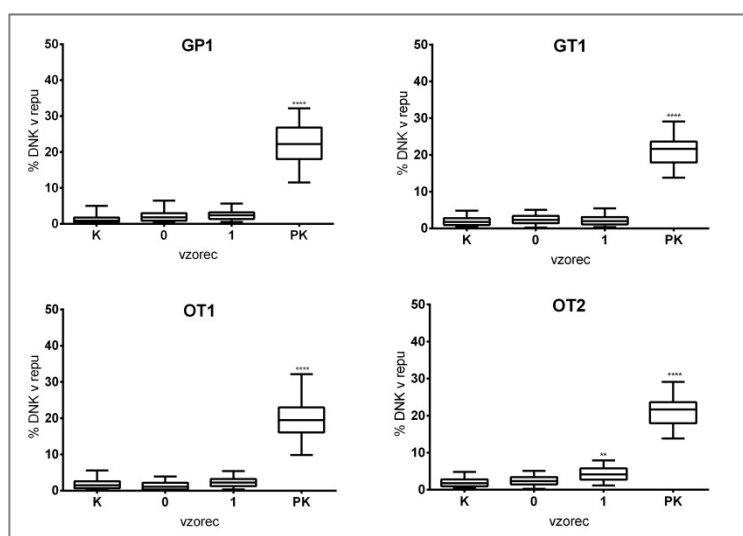 GP1
% DNK v repu
50
40
30
20
10
0
****
K 0 1 PK
vzorec
GT1
% DNK v repu
50
40
30
20
10
0
****
K 0 1 PK
vzorec
OT1
% DNK v repu
50
40
30
20
10
0
****
K 0 1 PK
vzorec
OT2
% DNK v repu
50
40
30
20
10
0
**
****
K 0 1 PK
vzorec